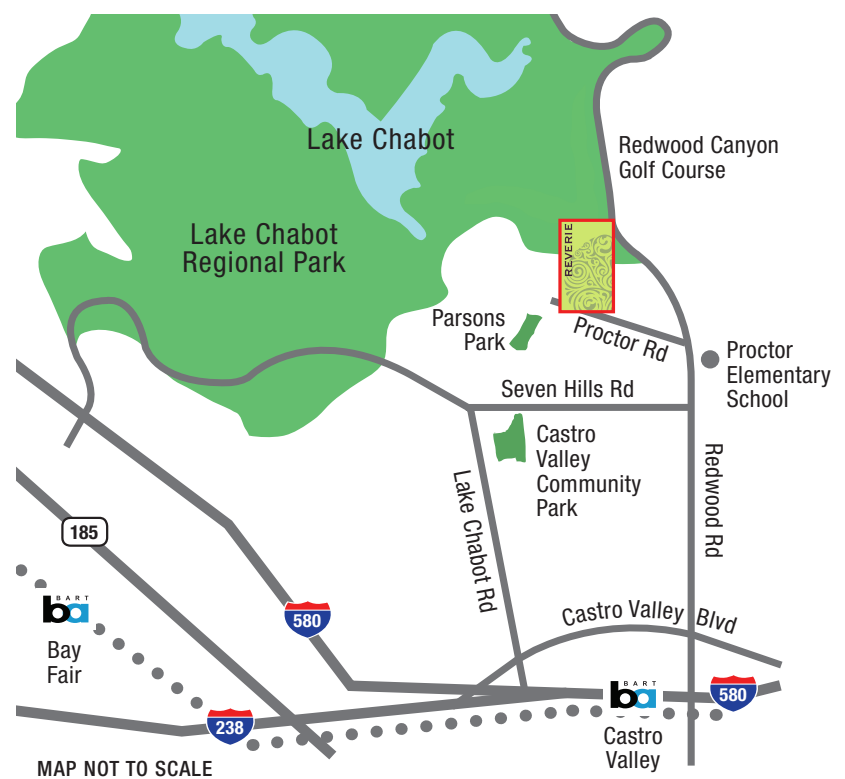 Lake Chabot
Redwood Canyon
Golf Course
Lake Chabot
Regional Park
REVERIE
Parsons
Park
Proctor Rd
Proctor
Elementary
School
Seven Hills Rd
Castro
Valley
Community
Park
Lake Chabot Rd
Redwood Rd
185
BART
ba
Bay
Fair
580
Castro Valley Blvd
BART
ba
580
238
Castro
Valley
MAP NOT TO SCALE